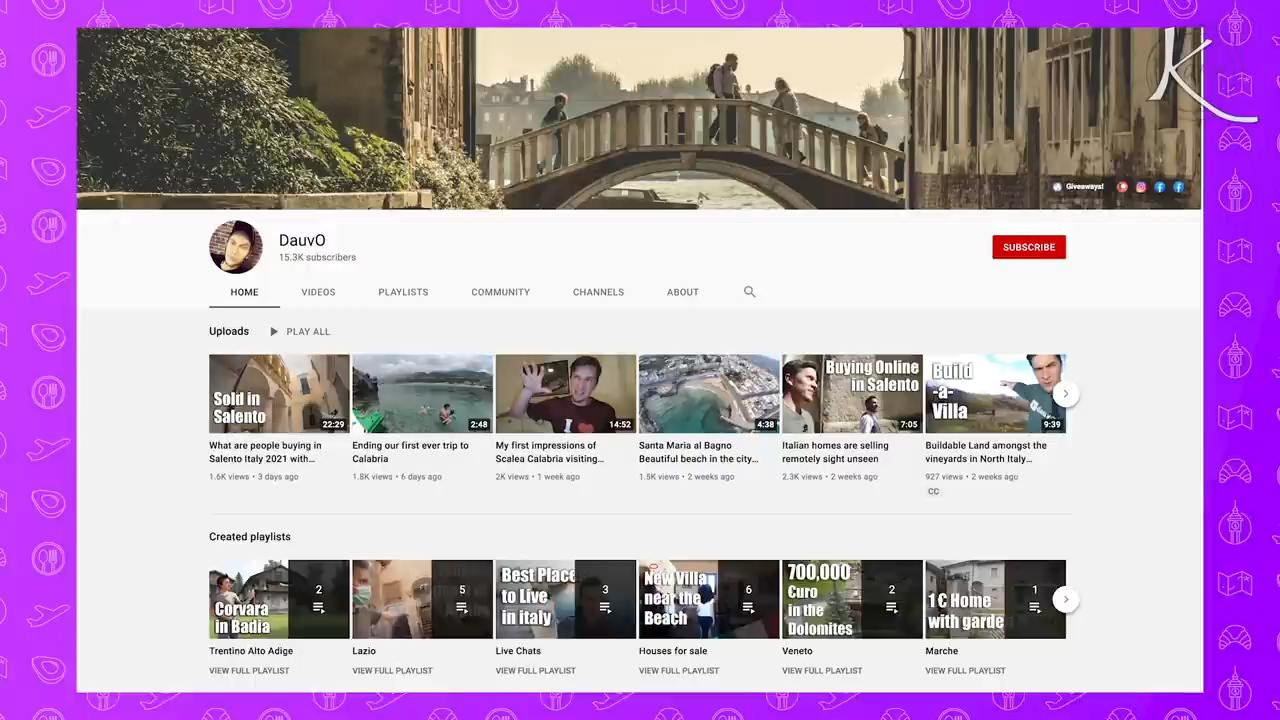 K
Giveaways!
DauvO
15.3K subscribers
SUBSCRIBE
HOME VIDEOS PLAYLISTS COMMUNITY CHANNELS ABOUT
Uploads PLAY ALL
Sold in
Salento
22:29
2:48
14:52
4:38
Buying Online
in Salento
7:05
Build
-a-
Villa
9:39
What are people buying in
Salento Italy 2021 with...
1.6K views • 3 days ago
Ending our first ever trip to
Calabria
1.8K views • 6 days ago
My first impressions of
Scalea Calabria visiting...
2K views • 1 week ago
Santa Maria al Bagno
Beautiful beach in the city...
1.5K views • 2 weeks ago
Italian homes are selling
remotely sight unseen
2.3K views • 2 weeks ago
Buildable Land amongst the
vineyards in North Italy...
927 views • 2 weeks ago
CC
Created playlists
Corvara
in Badia
2
5
Best Place
to Live
in italy
3
New Villa
near the
Beach
6
700,000
€uro
in the
Dolomites
2
1 € Home
with garde
1
Trentino Alto Adige
VIEW FULL PLAYLIST
Lazio
VIEW FULL PLAYLIST
Live Chats
VIEW FULL PLAYLIST
Houses for sale
VIEW FULL PLAYLIST
Veneto
VIEW FULL PLAYLIST
Marche
VIEW FULL PLAYLIST